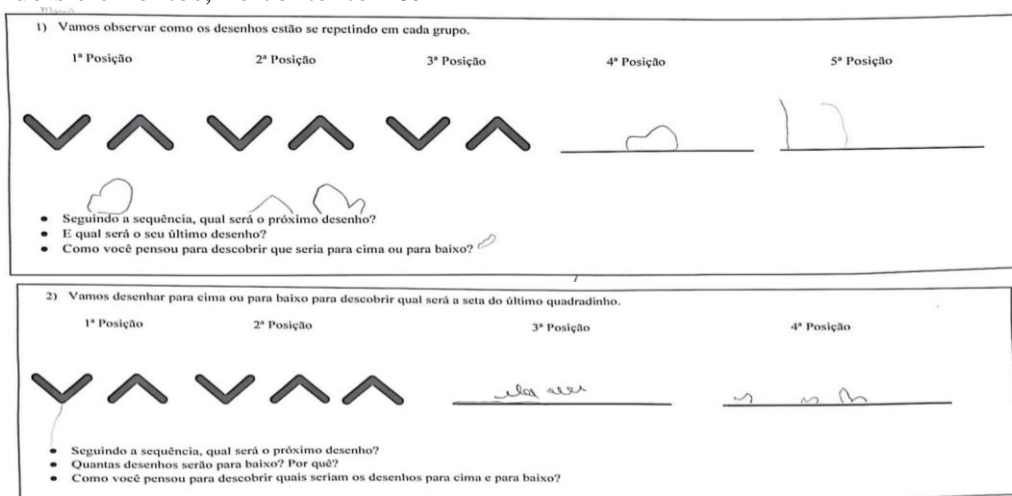 1) Vamos observar como os desenhos estão se repetindo em cada grupo.
1ª Posição 2ª Posição 3ª Posição 4ª Posição 5ª Posição
• Seguindo a sequência, qual será o próximo desenho?
• E qual será o seu último desenho?
• Como você pensou para descobrir que seria para cima ou para baixo?
2) Vamos desenhar para cima ou para baixo para descobrir qual será a seta do último quadradinho.
1ª Posição 2ª Posição 3ª Posição 4ª Posição
• Seguindo a sequência, qual será o próximo desenho?
• Quantas desenhos serão para baixo? Por quê?
• Como você pensou para descobrir quais seriam os desenhos para cima e para baixo?